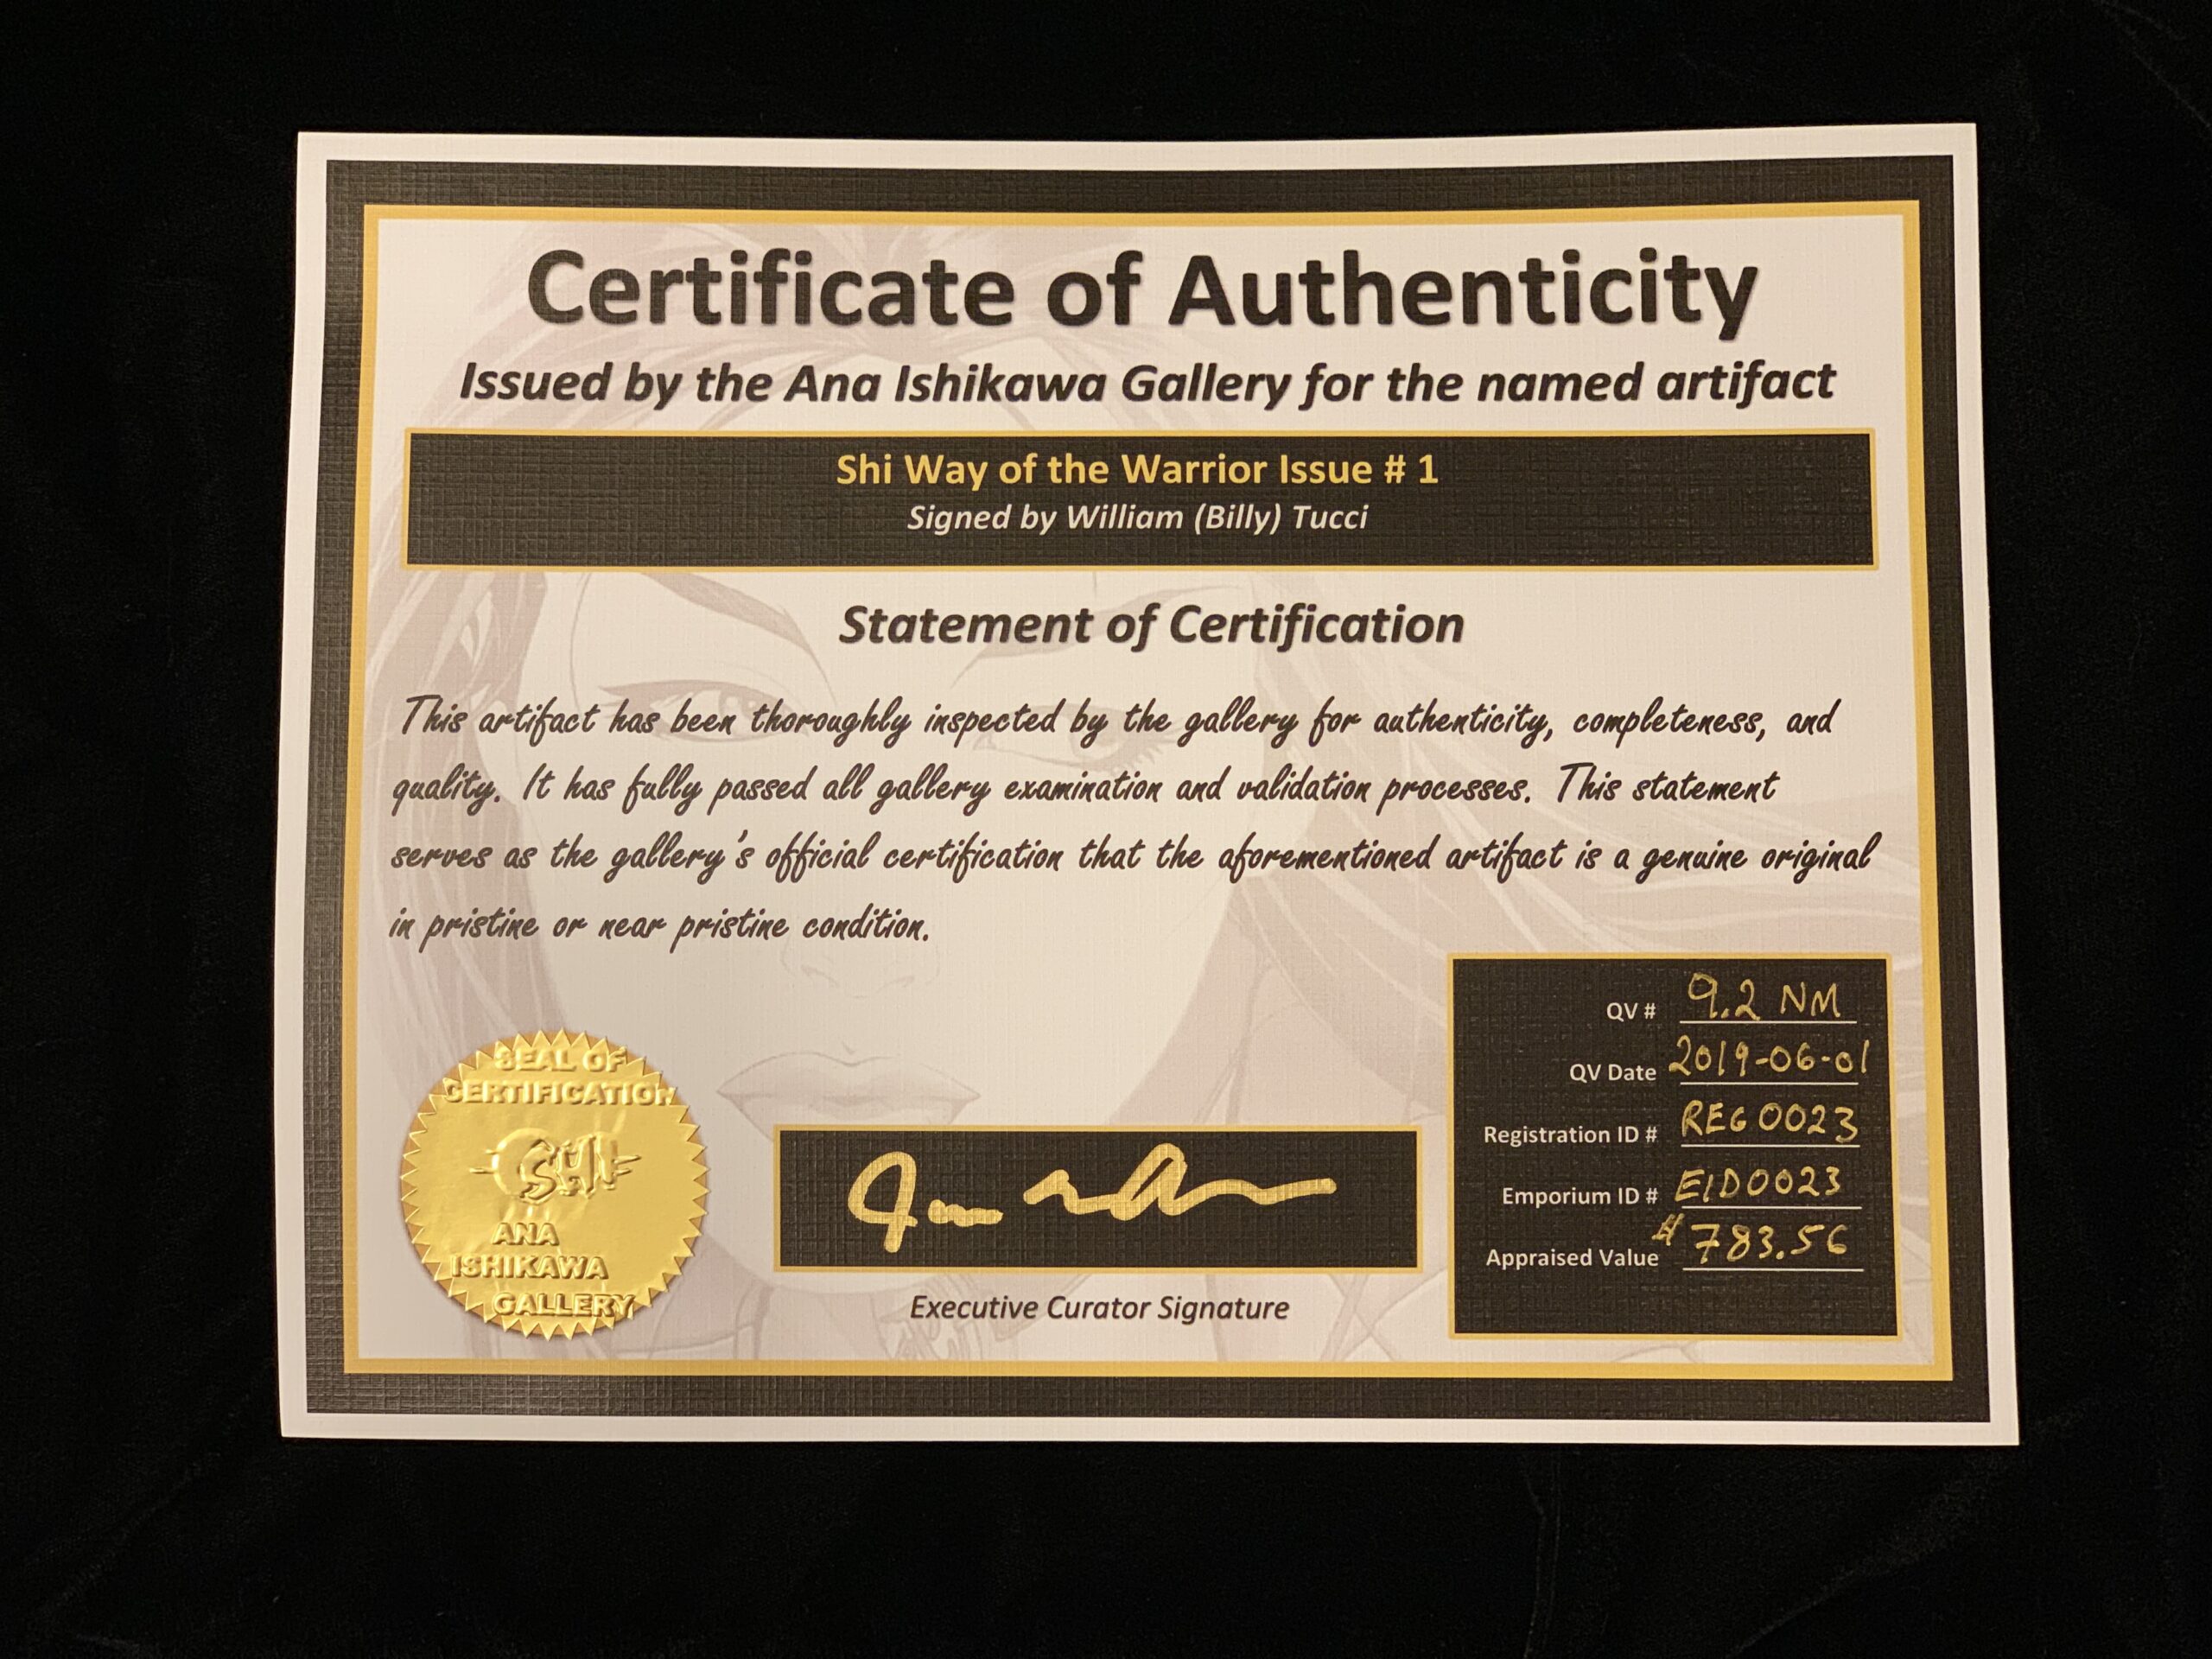 Certificate of Authenticity
Issued by the Ana Ishikawa Gallery for the named artifact
Shi Way of the Warrior Issue # 1
Signed by William (Billy) Tucci
Statement of Certification
This artifact has been thoroughly inspected by the gallery for authenticity, completeness, and
quality. It has fully passed all gallery examination and validation processes. This statement
serves as the gallery's official certification that the aforementioned artifact is a genuine original
in pristine or near pristine condition.
SEAL OF
CERTIFICATION
SHI
ANA
ISHIKAWA
GALLERY
Executive Curator Signature
QV # 9.2 NM
QV Date 2019-06-01
Registration ID # REG0023
Emporium ID # EID0023
Appraised Value $783.56